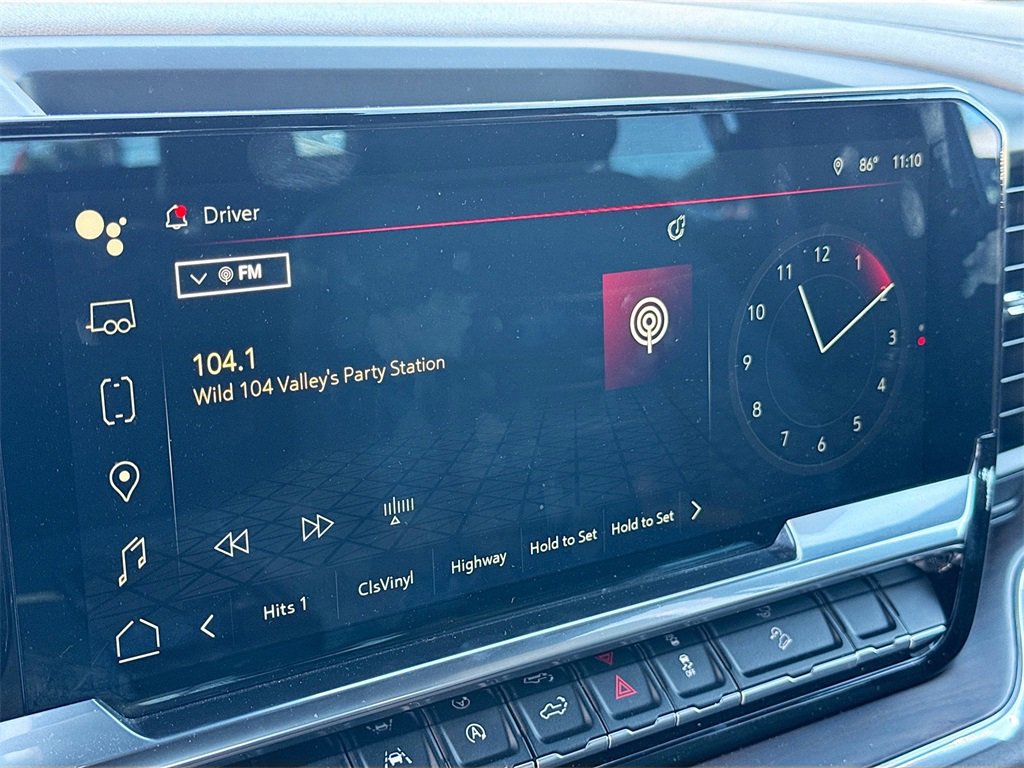 86° 11:10
Driver
FM
104.1
Wild 104 Valley's Party Station
12
11 1
10 2
9 3
8 4
7 5
6
Hits 1 ClsVinyl Highway Hold to Set Hold to Set
A